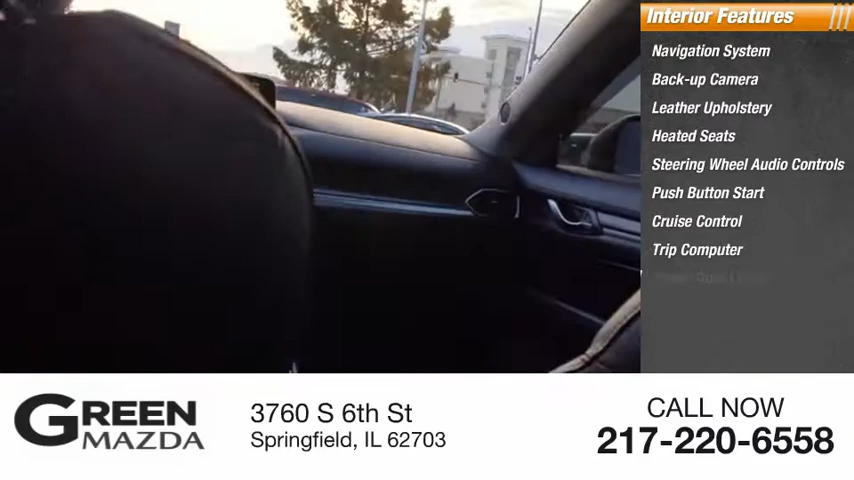 Interior Features
Navigation System
Back-up Camera
Leather Upholstery
Heated Seats
Steering Wheel Audio Controls
Push Button Start
Cruise Control
Trip Computer
GREEN
MAZDA
3760 S 6th St
Springfield, IL 62703
CALL NOW
217-220-6558